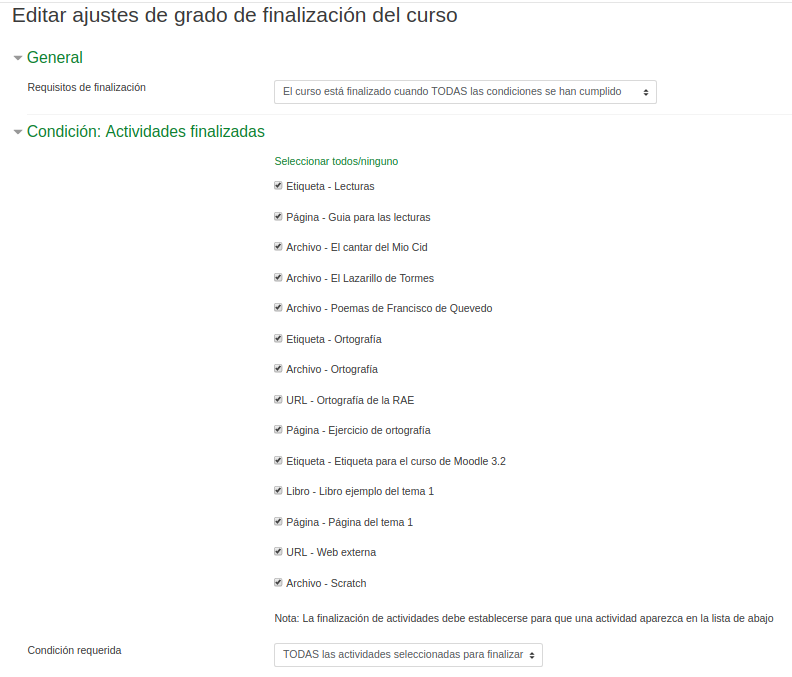 Editar ajustes de grado de finalización del curso
General
Requisitos de finalización
El curso está finalizado cuando TODAS las condiciones se han cumplido
Condición: Actividades finalizadas
Seleccionar todos/ninguno
Etiqueta - Lecturas
Página - Guia para las lecturas
Archivo - El cantar del Mio Cid
Archivo - El Lazarillo de Tormes
Archivo - Poemas de Francisco de Quevedo
Etiqueta - Ortografía
Archivo - Ortografía
URL - Ortografía de la RAE
Página - Ejercicio de ortografía
Etiqueta - Etiqueta para el curso de Moodle 3.2
Libro - Libro ejemplo del tema 1
Página - Página del tema 1
URL - Web externa
Archivo - Scratch
Nota: La finalización de actividades debe establecerse para que una actividad aparezca en la lista de abajo
Condición requerida
TODAS las actividades seleccionadas para finalizar